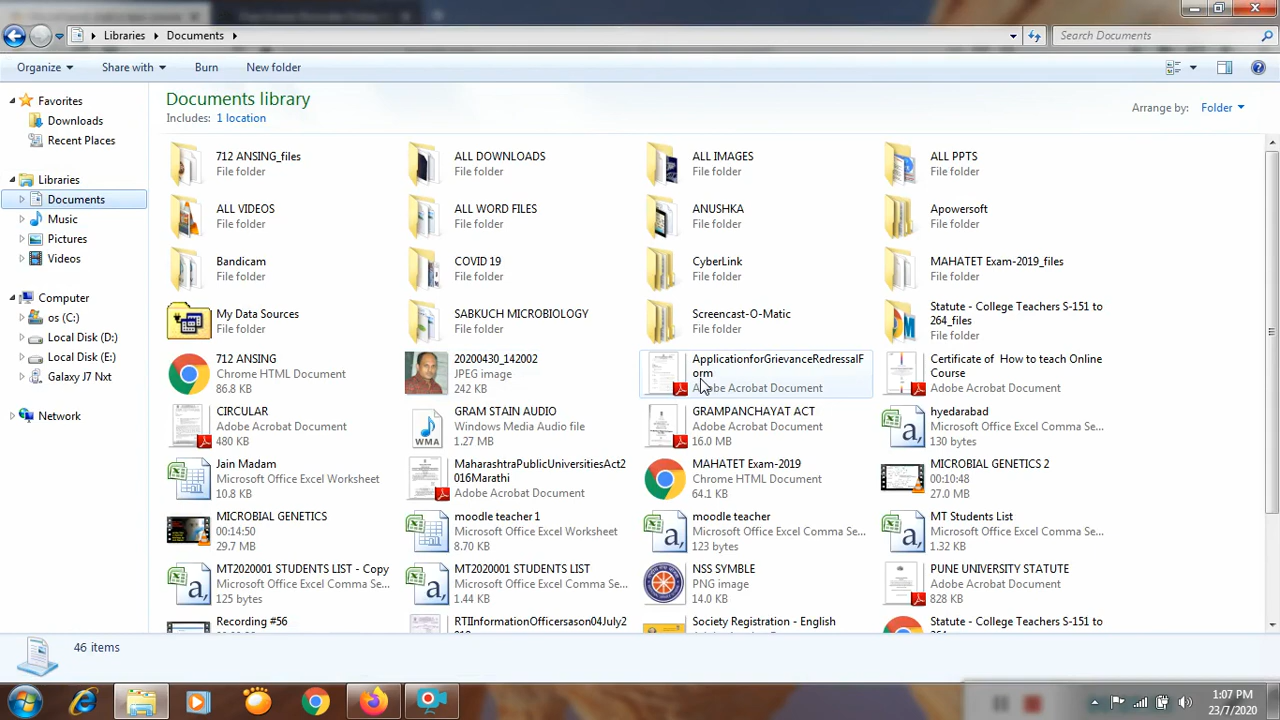 Libraries Documents
Search Documents
Organize Share with Burn New folder
Favorites
Downloads
Recent Places
Libraries
Documents
Music
Pictures
Videos
Computer
os (C:)
Local Disk (D:)
Local Disk (E:)
Galaxy J7 Nxt
Network
Documents library
Includes: 1 location
Arrange by: Folder
712 ANSING_files
File folder
ALL DOWNLOADS
File folder
ALL IMAGES
File folder
ALL PPTS
File folder
ALL VIDEOS
File folder
ALL WORD FILES
File folder
ANUSHKA
File folder
Apowersoft
File folder
Bandicam
File folder
COVID 19
File folder
CyberLink
File folder
MAHATET Exam-2019_files
File folder
My Data Sources
File folder
SABKUCH MICROBIOLOGY
File folder
Screencast-O-Matic
File folder
Statute - College Teachers S-151 to
264_files
File folder
712 ANSING
Chrome HTML Document
86.8 KB
20200430_142002
JPEG image
242 KB
ApplicationforGrievanceRedressalF
orm
Adobe Acrobat Document
Certificate of How to teach Online
Course
Adobe Acrobat Document
CIRCULAR
Adobe Acrobat Document
480 KB
GRAM STAIN AUDIO
Windows Media Audio file
1.27 MB
WMA
GRAMPANCHAYAT ACT
Adobe Acrobat Document
16.0 MB
hyedarabad
Microsoft Office Excel Comma Se...
130 bytes
Jain Madam
Microsoft Office Excel Worksheet
10.8 KB
MaharashtraPublicUniversitiesAct2
016Marathi
Adobe Acrobat Document
MAHATET Exam-2019
Chrome HTML Document
64.1 KB
MICROBIAL GENETICS 2
00:10:48
27.0 MB
MICROBIAL GENETICS
00:14:50
29.7 MB
moodle teacher 1
Microsoft Office Excel Worksheet
8.70 KB
moodle teacher
Microsoft Office Excel Comma Se...
123 bytes
MT Students List
Microsoft Office Excel Comma Se...
1.32 KB
MT2020001 STUDENTS LIST - Copy
Microsoft Office Excel Comma Se...
125 bytes
MT2020001 STUDENTS LIST
Microsoft Office Excel Comma Se...
1.44 KB
NSS SYMBLE
PNG image
14.0 KB
PUNE UNIVERSITY STATUTE
Adobe Acrobat Document
828 KB
Recording #56
RTIInformationOfficersason04July2
Society Registration - English
Statute - College Teachers S-151 to
46 items
1:07 PM
23/7/2020